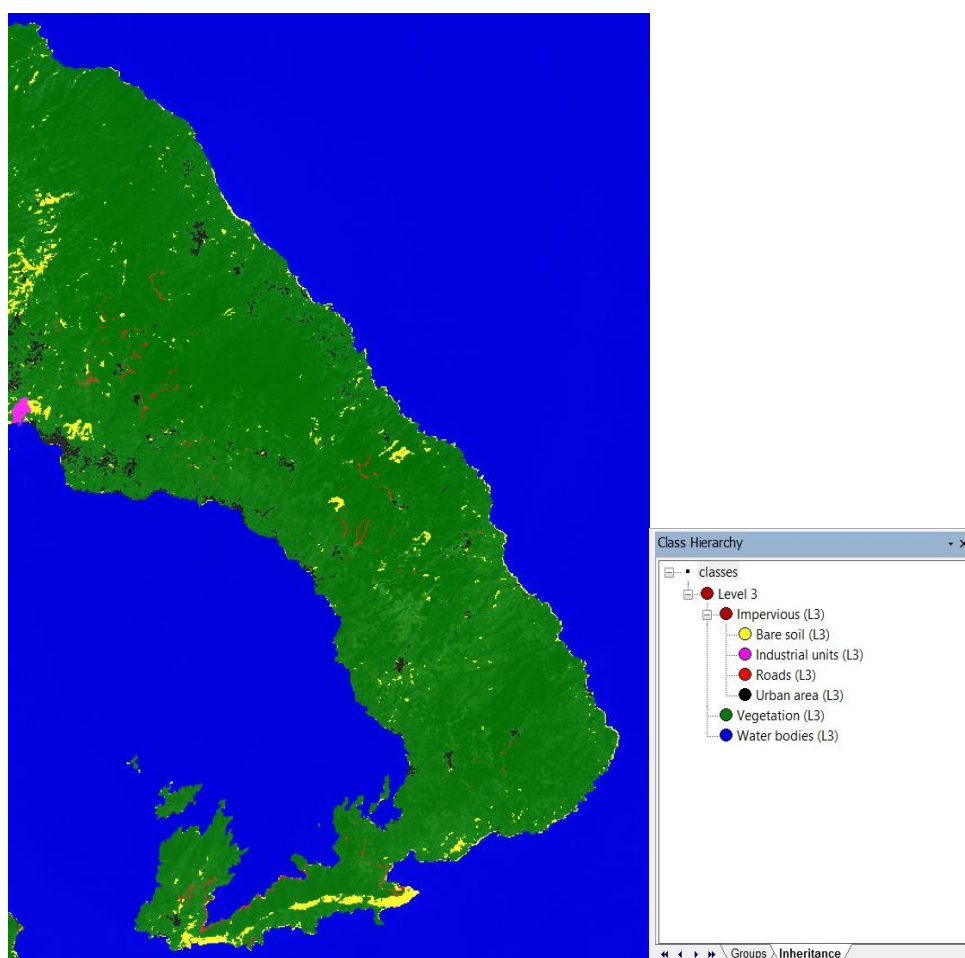 Class Hierarchy
classes
Level 3
Impervious (L3)
Bare soil (L3)
Industrial units (L3)
Roads (L3)
Urban area (L3)
Vegetation (L3)
Water bodies (L3)
Groups Inheritance